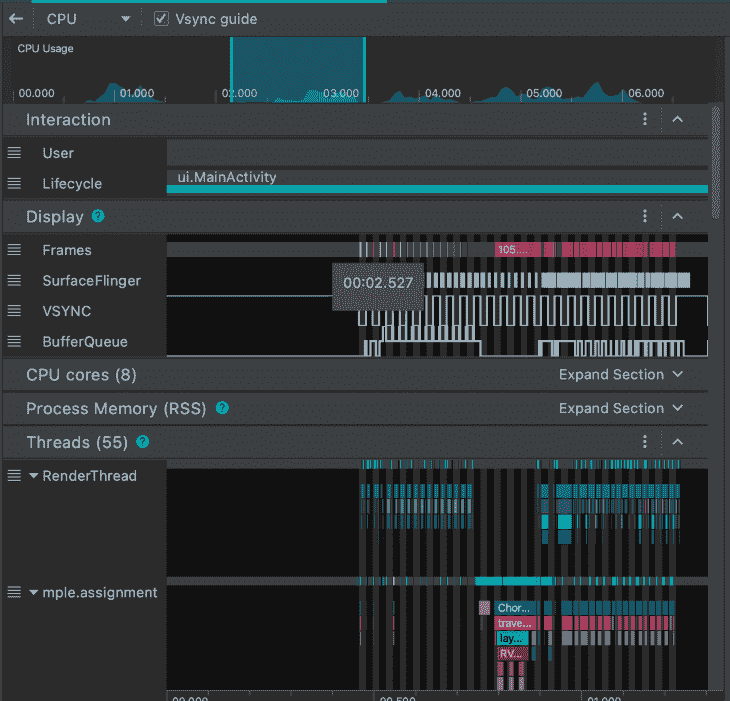 CPU Vsync guide
CPU Usage
00.000 01.000 02.000 03.000 04.000 05.000 06.000
Interaction
User
Lifecycle ui.MainActivity
Display ?
Frames 105....
SurfaceFlinger
00:02.527
VSYNC
BufferQueue
CPU cores (8) Expand Section
Process Memory (RSS) ? Expand Section
Threads (55) ?
RenderThread
mple.assignment
Chor...
trave...
lay...
RV...
00.000 00.500 01.000